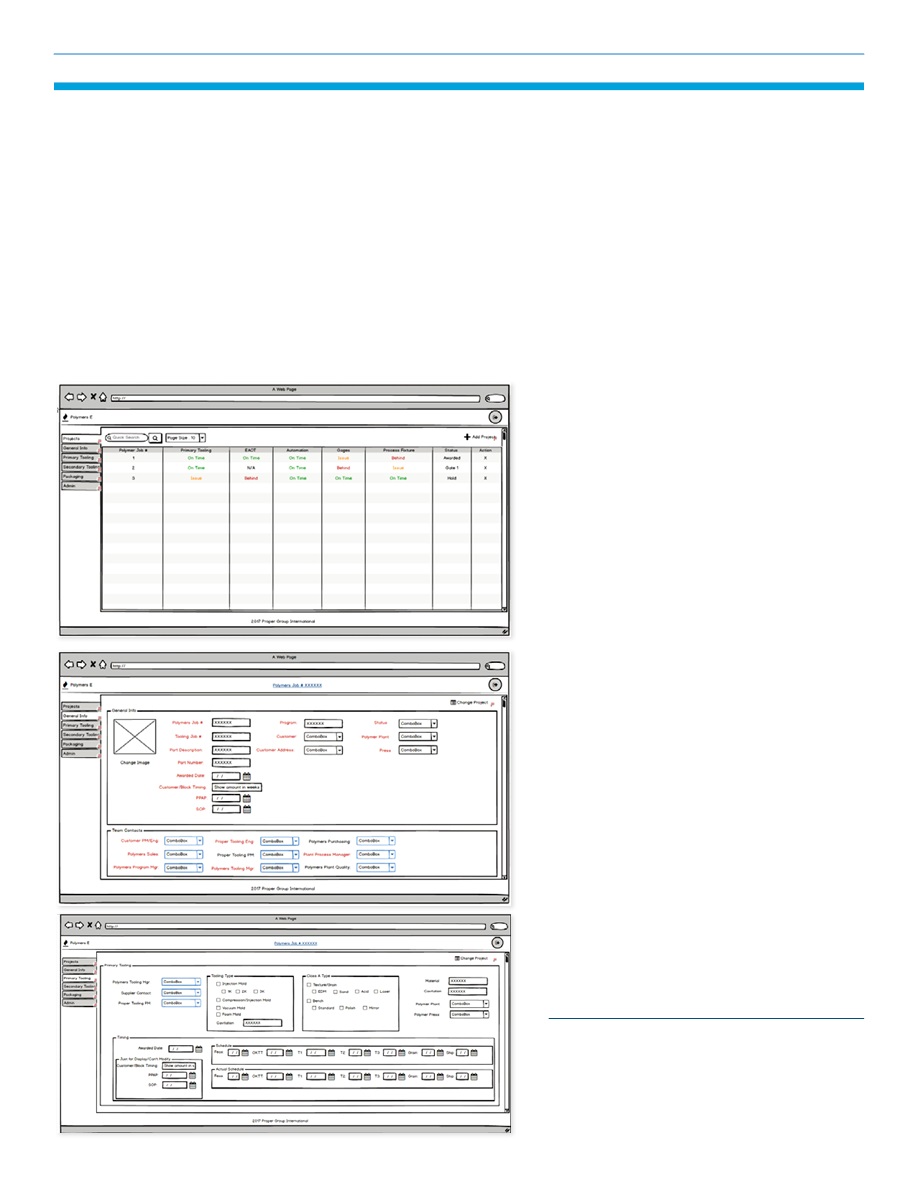 A Web Page
http://
Polymers E
Projects
General Info
Primary Tooling
Secondary Tooling
Packaging
Admin
Quick Search
Page Size 10
Add Project
Polymer Job # Primary Tooling EAOT Automation Gages Process Fixture Status Action
1 On Time On Time On Time Issue Behind Awarded X
2 On Time N/A On Time Behind Issue Gate 1 X
3 Issue Behind On Time On Time On Time Hold X
2017 Proper Group International
A Web Page
http://
Polymers E
Polymers Job # XXXXXX
Projects
General Info
Primary Tooling
Secondary Tooling
Packaging
Admin
Change Project
General Info
Change Image
Polymers Job # XXXXXX Program XXXXXX Status ComboBox
Tooling Job # XXXXXX Customer ComboBox Polymer Plant ComboBox
Part Description XXXXXX Customer Address ComboBox Press ComboBox
Part Number XXXXXX
Awarded Date / /
Customer/Block Timing Show amount in weeks
PPAP / /
SOP / /
Team Contacts
Customer PM/Eng. ComboBox Proper Tooling Eng. ComboBox Polymers Purchasing ComboBox
Polymers Sales ComboBox Proper Tooling PM ComboBox Plant Process Manager ComboBox
Polymers Program Mgr. ComboBox Polymers Tooling Mgr. ComboBox Polymers Plant Quality ComboBox
2017 Proper Group International
A Web Page
http://
Polymers E
Polymers Job # XXXXXX
Projects
General Info
Primary Tooling
Secondary Tooling
Packaging
Admin
Change Project
Primary Tooling
Polymers Tooling Mgr ComboBox
Supplier Contact ComboBox
Proper Tooling PM ComboBox
Tooling Type
Injection Mold
1K 2K 3K
Compression/Injection Mold
Vacuum Mold
Foam Mold
Cavitation XXXXXX
Class A Type
Texture/Grain
EDM Sand Acid Laser
Bench
Standard Polish Mirror
Material XXXXXX
Cavitation XXXXXX
Polymer Plant ComboBox
Polymer Press ComboBox
Timing
Awarded Date / /
Just for Display/Can't Modify
Customer/Block Timing Show amount in w
PPAP / /
SOP / /
Schedule
/ / / / T1 / / T2 / / T3 / / Grain / / Ship / /
Actual Schedule
/ / / / T1 / / T2 / / T3 / / Grain / / Ship / /
2017 Proper Group International